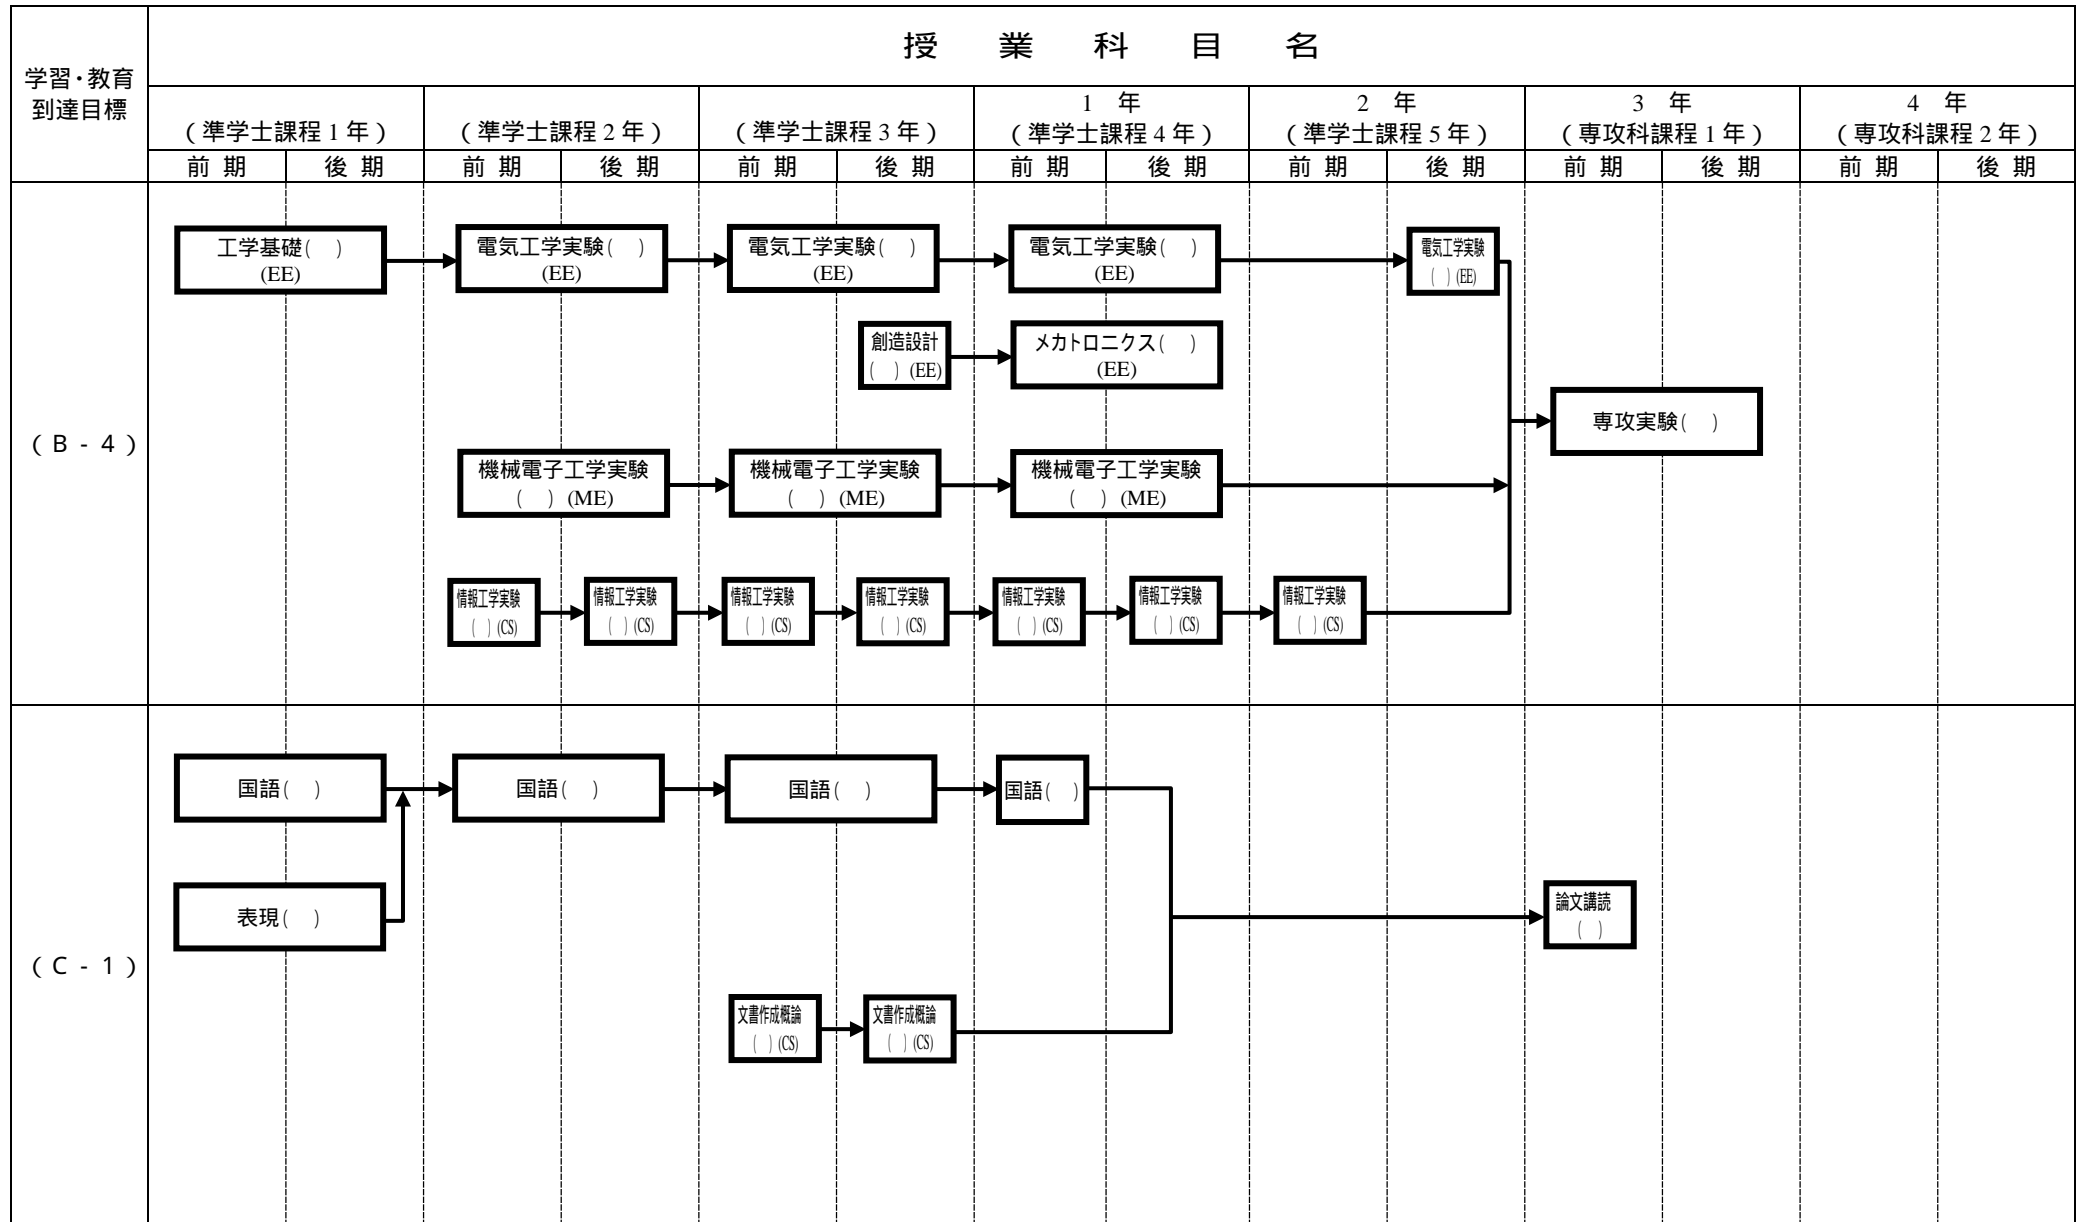 授 業 科 目 名
学習・教育
到達目標
1 年
2 年
3 年
4 年
（準学士課程 1 年）
（準学士課程 2 年）
（準学士課程 3 年）
（準学士課程 4 年）
（準学士課程 5 年）
（専攻科課程 1 年）
（専攻科課程 2 年）
前 期
後 期
前 期
後 期
前 期
後 期
前 期
後 期
前 期
後 期
前 期
後 期
前 期
後 期
（B - 4）
工学基礎( )
(EE)
電気工学実験( )
(EE)
電気工学実験( )
(EE)
電気工学実験( )
(EE)
電気工学実験
( ) (EE)
創造設計
( ) (EE)
メカトロニクス( )
(EE)
専攻実験( )
機械電子工学実験
( ) (ME)
機械電子工学実験
( ) (ME)
機械電子工学実験
( ) (ME)
情報工学実験
( ) (CS)
情報工学実験
( ) (CS)
情報工学実験
( ) (CS)
情報工学実験
( ) (CS)
情報工学実験
( ) (CS)
情報工学実験
( ) (CS)
情報工学実験
( ) (CS)
（C - 1）
国語( )
国語( )
国語( )
国語( )
表現( )
論文講読
( )
文書作成概論
( ) (CS)
文書作成概論
( ) (CS)